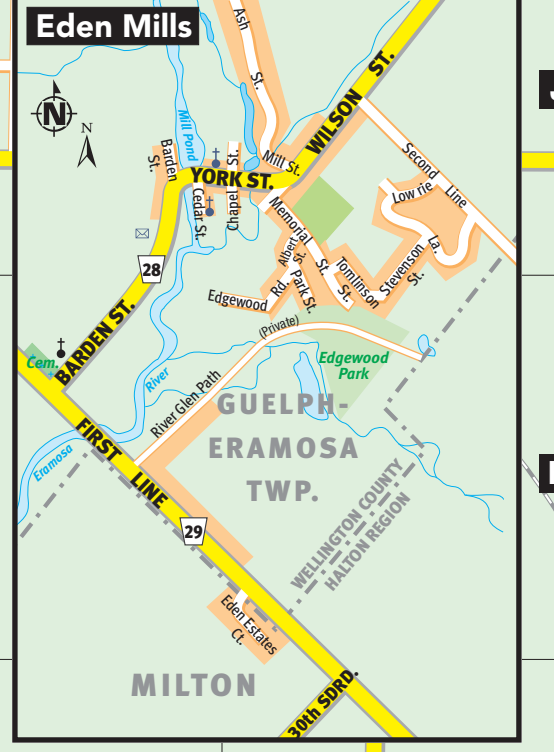 Eden Mills
N
N
Ash
St.
Mill Pond
WILSON ST.
Barden
St.
YORK ST.
Mill St.
Cedar St.
Chapel St.
Second Line
Lowrie
La.
Memorial
St.
Albert
St.
Park St.
Tomlinson
St.
Stevenson
St.
Edgewood
Rd.
28
BARDEN ST.
Cem.
(Private)
Edgewood
Park
River Glen Path
River
Eramosa
GUELPH-
ERAMOSA
TWP.
FIRST LINE
29
WELLINGTON COUNTY
HALTON REGION
Eden Estates
Ct.
MILTON
30th SDRD.